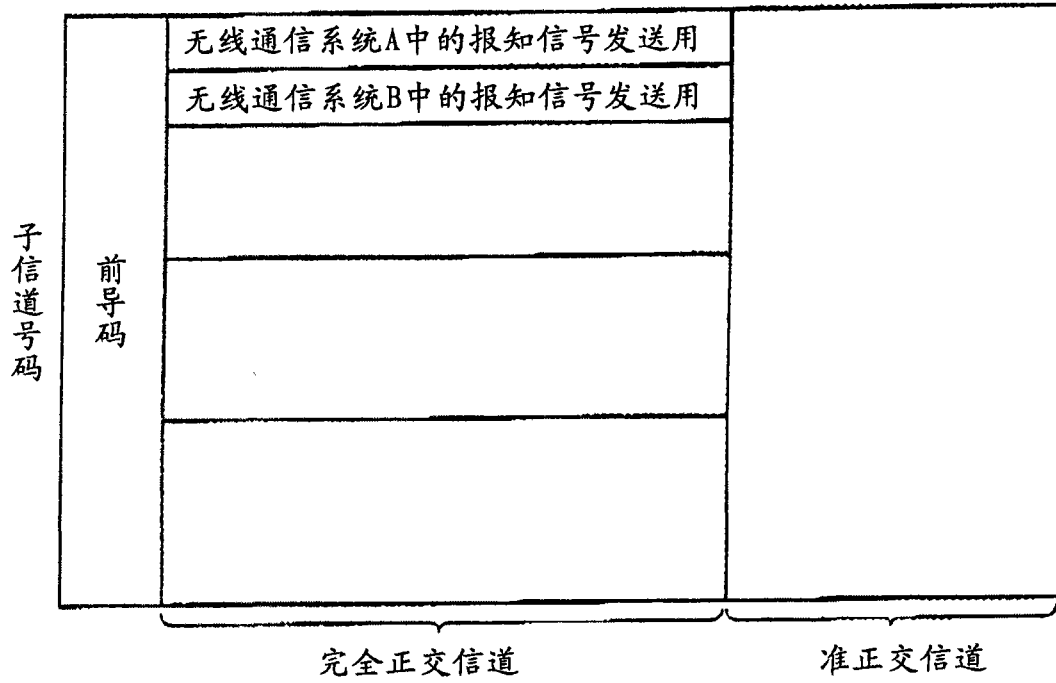 无线通信系统A中的报知信号发送用
无线通信系统B中的报知信号发送用
子信道号码
前导码
完全正交信道
准正交信道